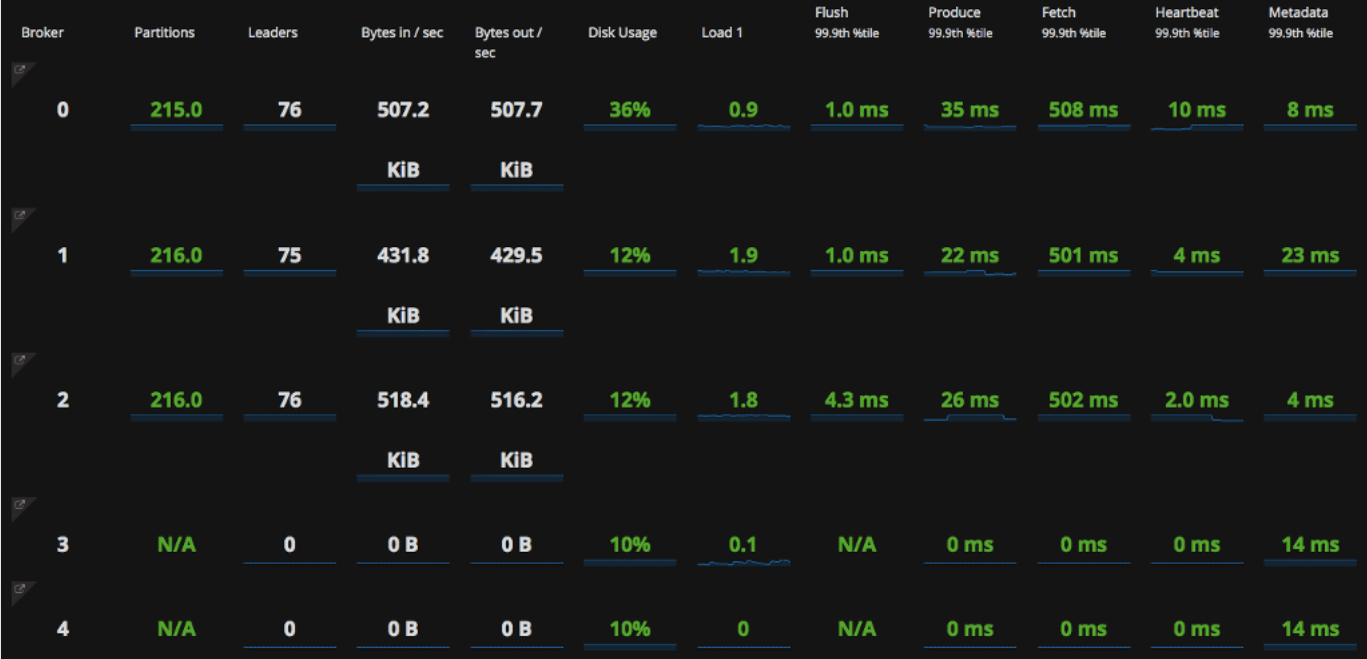 Broker Partitions Leaders Bytes in / sec Bytes out / sec Disk Usage Load 1 Flush 99.9th %tile Produce 99.9th %tile Fetch 99.9th %tile Heartbeat 99.9th %tile Metadata 99.9th %tile
0 215.0 76 507.2 507.7 36% 0.9 1.0 ms 35 ms 508 ms 10 ms 8 ms
KiB KiB
1 216.0 75 431.8 429.5 12% 1.9 1.0 ms 22 ms 501 ms 4 ms 23 ms
KiB KiB
2 216.0 76 518.4 516.2 12% 1.8 4.3 ms 26 ms 502 ms 2.0 ms 4 ms
KiB KiB
3 N/A 0 0 B 0 B 10% 0.1 N/A 0 ms 0 ms 0 ms 14 ms
4 N/A 0 0 B 0 B 10% 0 N/A 0 ms 0 ms 0 ms 14 ms